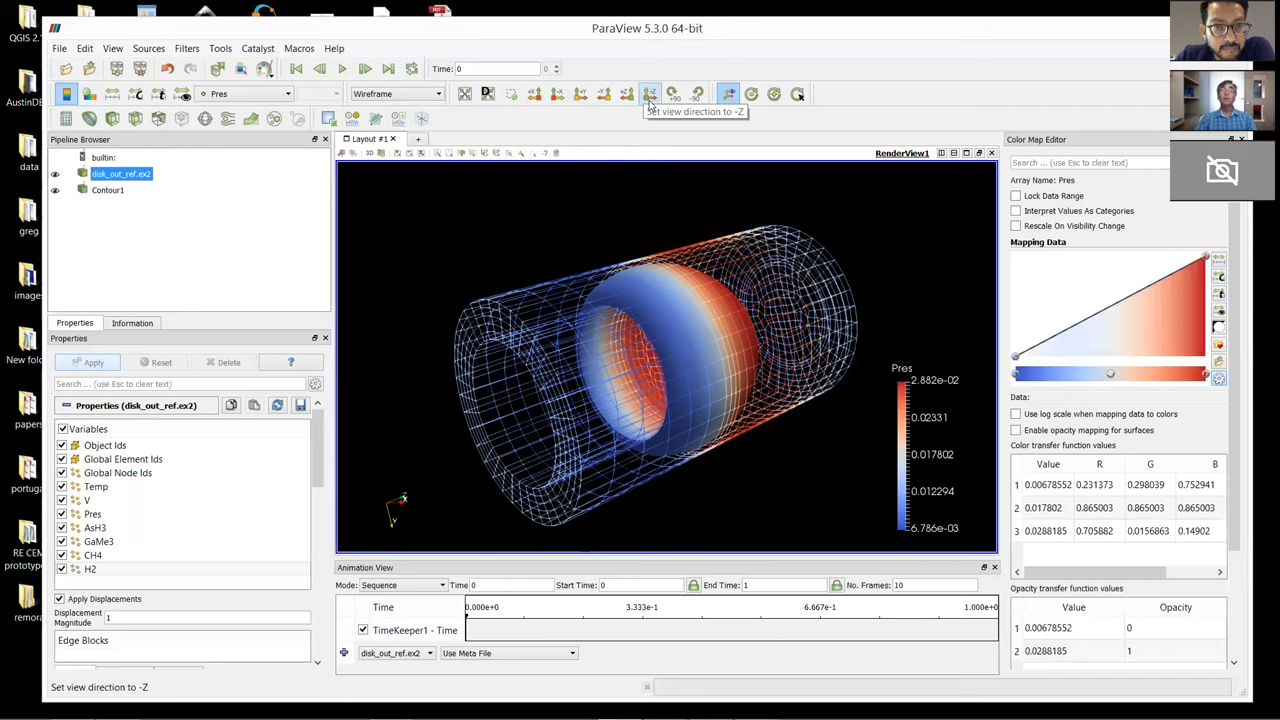 QGIS 2.
AustinDE
data
greg
images
New fol
papers
portuga
RE CEM
prototype
remora
ParaView 5.3.0 64-bit
File Edit View Sources Filters Tools Catalyst Macros Help
Time: 0 0
Pres Wireframe +X -X +Y -Y +Z -Z +90 -90
Set view direction to -Z
Pipeline Browser
builtin:
disk_out_ref.ex2
Contour1
Properties Information
Properties
Apply Reset Delete ?
Search ... (use Esc to clear text)
Properties (disk_out_ref.ex2)
Variables
Object Ids
Global Element Ids
Global Node Ids
Temp
V
Pres
AsH3
GaMe3
CH4
H2
Apply Displacements
Displacement
Magnitude 1
Edge Blocks
Layout #1
3D
RenderView1
Pres
2.882e-02
0.02331
0.017802
0.012294
6.786e-03
Y
Animation View
Mode: Sequence Time 0 Start Time: 0 End Time: 1 No. Frames: 10
Time 0.000e+0 3.333e-1 6.667e-1 1.000e+0
TimeKeeper1 - Time
disk_out_ref.ex2 Use Meta File
Color Map Editor
Search ... (use Esc to clear text)
Array Name: Pres
Lock Data Range
Interpret Values As Categories
Rescale On Visibility Change
Mapping Data
Data:
Use log scale when mapping data to colors
Enable opacity mapping for surfaces
Color transfer function values
Value R G B
1 0.00678552 0.231373 0.298039 0.752941
2 0.017802 0.865003 0.865003 0.865003
3 0.0288185 0.705882 0.0156863 0.14902
Opacity transfer function values
Value Opacity
1 0.00678552 0
2 0.0288185 1
Set view direction to -Z